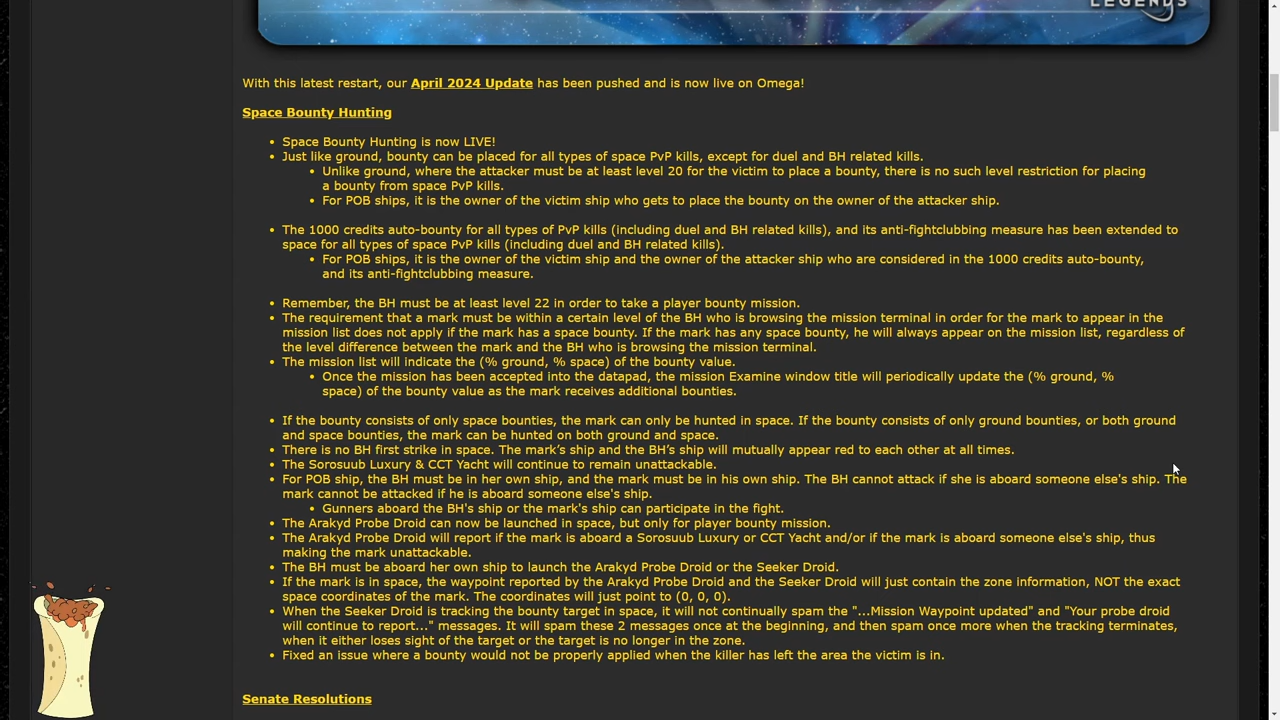 LEGENDS
With this latest restart, our April 2024 Update has been pushed and is now live on Omega!
Space Bounty Hunting
• Space Bounty Hunting is now LIVE!
• Just like ground, bounty can be placed for all types of space PvP kills, except for duel and BH related kills.
• Unlike ground, where the attacker must be at least level 20 for the victim to place a bounty, there is no such level restriction for placing
a bounty from space PvP kills.
• For POB ships, it is the owner of the victim ship who gets to place the bounty on the owner of the attacker ship.
• The 1000 credits auto-bounty for all types of PvP kills (including duel and BH related kills), and its anti-fightclubbing measure has been extended to
space for all types of space PvP kills (including duel and BH related kills).
• For POB ships, it is the owner of the victim ship and the owner of the attacker ship who are considered in the 1000 credits auto-bounty,
and its anti-fightclubbing measure.
• Remember, the BH must be at least level 22 in order to take a player bounty mission.
• The requirement that a mark must be within a certain level of the BH who is browsing the mission terminal in order for the mark to appear in the
mission list does not apply if the mark has a space bounty. If the mark has any space bounty, he will always appear on the mission list, regardless of
the level difference between the mark and the BH who is browsing the mission terminal.
• The mission list will indicate the (% ground, % space) of the bounty value.
• Once the mission has been accepted into the datapad, the mission Examine window title will periodically update the (% ground, %
space) of the bounty value as the mark receives additional bounties.
• If the bounty consists of only space bounties, the mark can only be hunted in space. If the bounty consists of only ground bounties, or both ground
and space bounties, the mark can be hunted on both ground and space.
• There is no BH first strike in space. The mark’s ship and the BH’s ship will mutually appear red to each other at all times.
• The Sorosuub Luxury & CCT Yacht will continue to remain unattackable.
• For POB ship, the BH must be in her own ship, and the mark must be in his own ship. The BH cannot attack if she is aboard someone else's ship. The
mark cannot be attacked if he is aboard someone else's ship.
• Gunners aboard the BH's ship or the mark's ship can participate in the fight.
• The Arakyd Probe Droid can now be launched in space, but only for player bounty mission.
• The Arakyd Probe Droid will report if the mark is aboard a Sorosuub Luxury or CCT Yacht and/or if the mark is aboard someone else's ship, thus
making the mark unattackable.
• The BH must be aboard her own ship to launch the Arakyd Probe Droid or the Seeker Droid.
• If the mark is in space, the waypoint reported by the Arakyd Probe Droid and the Seeker Droid will just contain the zone information, NOT the exact
space coordinates of the mark. The coordinates will just point to (0, 0, 0).
• When the Seeker Droid is tracking the bounty target in space, it will not continually spam the "...Mission Waypoint updated" and "Your probe droid
will continue to report..." messages. It will spam these 2 messages once at the beginning, and then spam once more when the tracking terminates,
when it either loses sight of the target or the target is no longer in the zone.
• Fixed an issue where a bounty would not be properly applied when the killer has left the area the victim is in.
Senate Resolutions